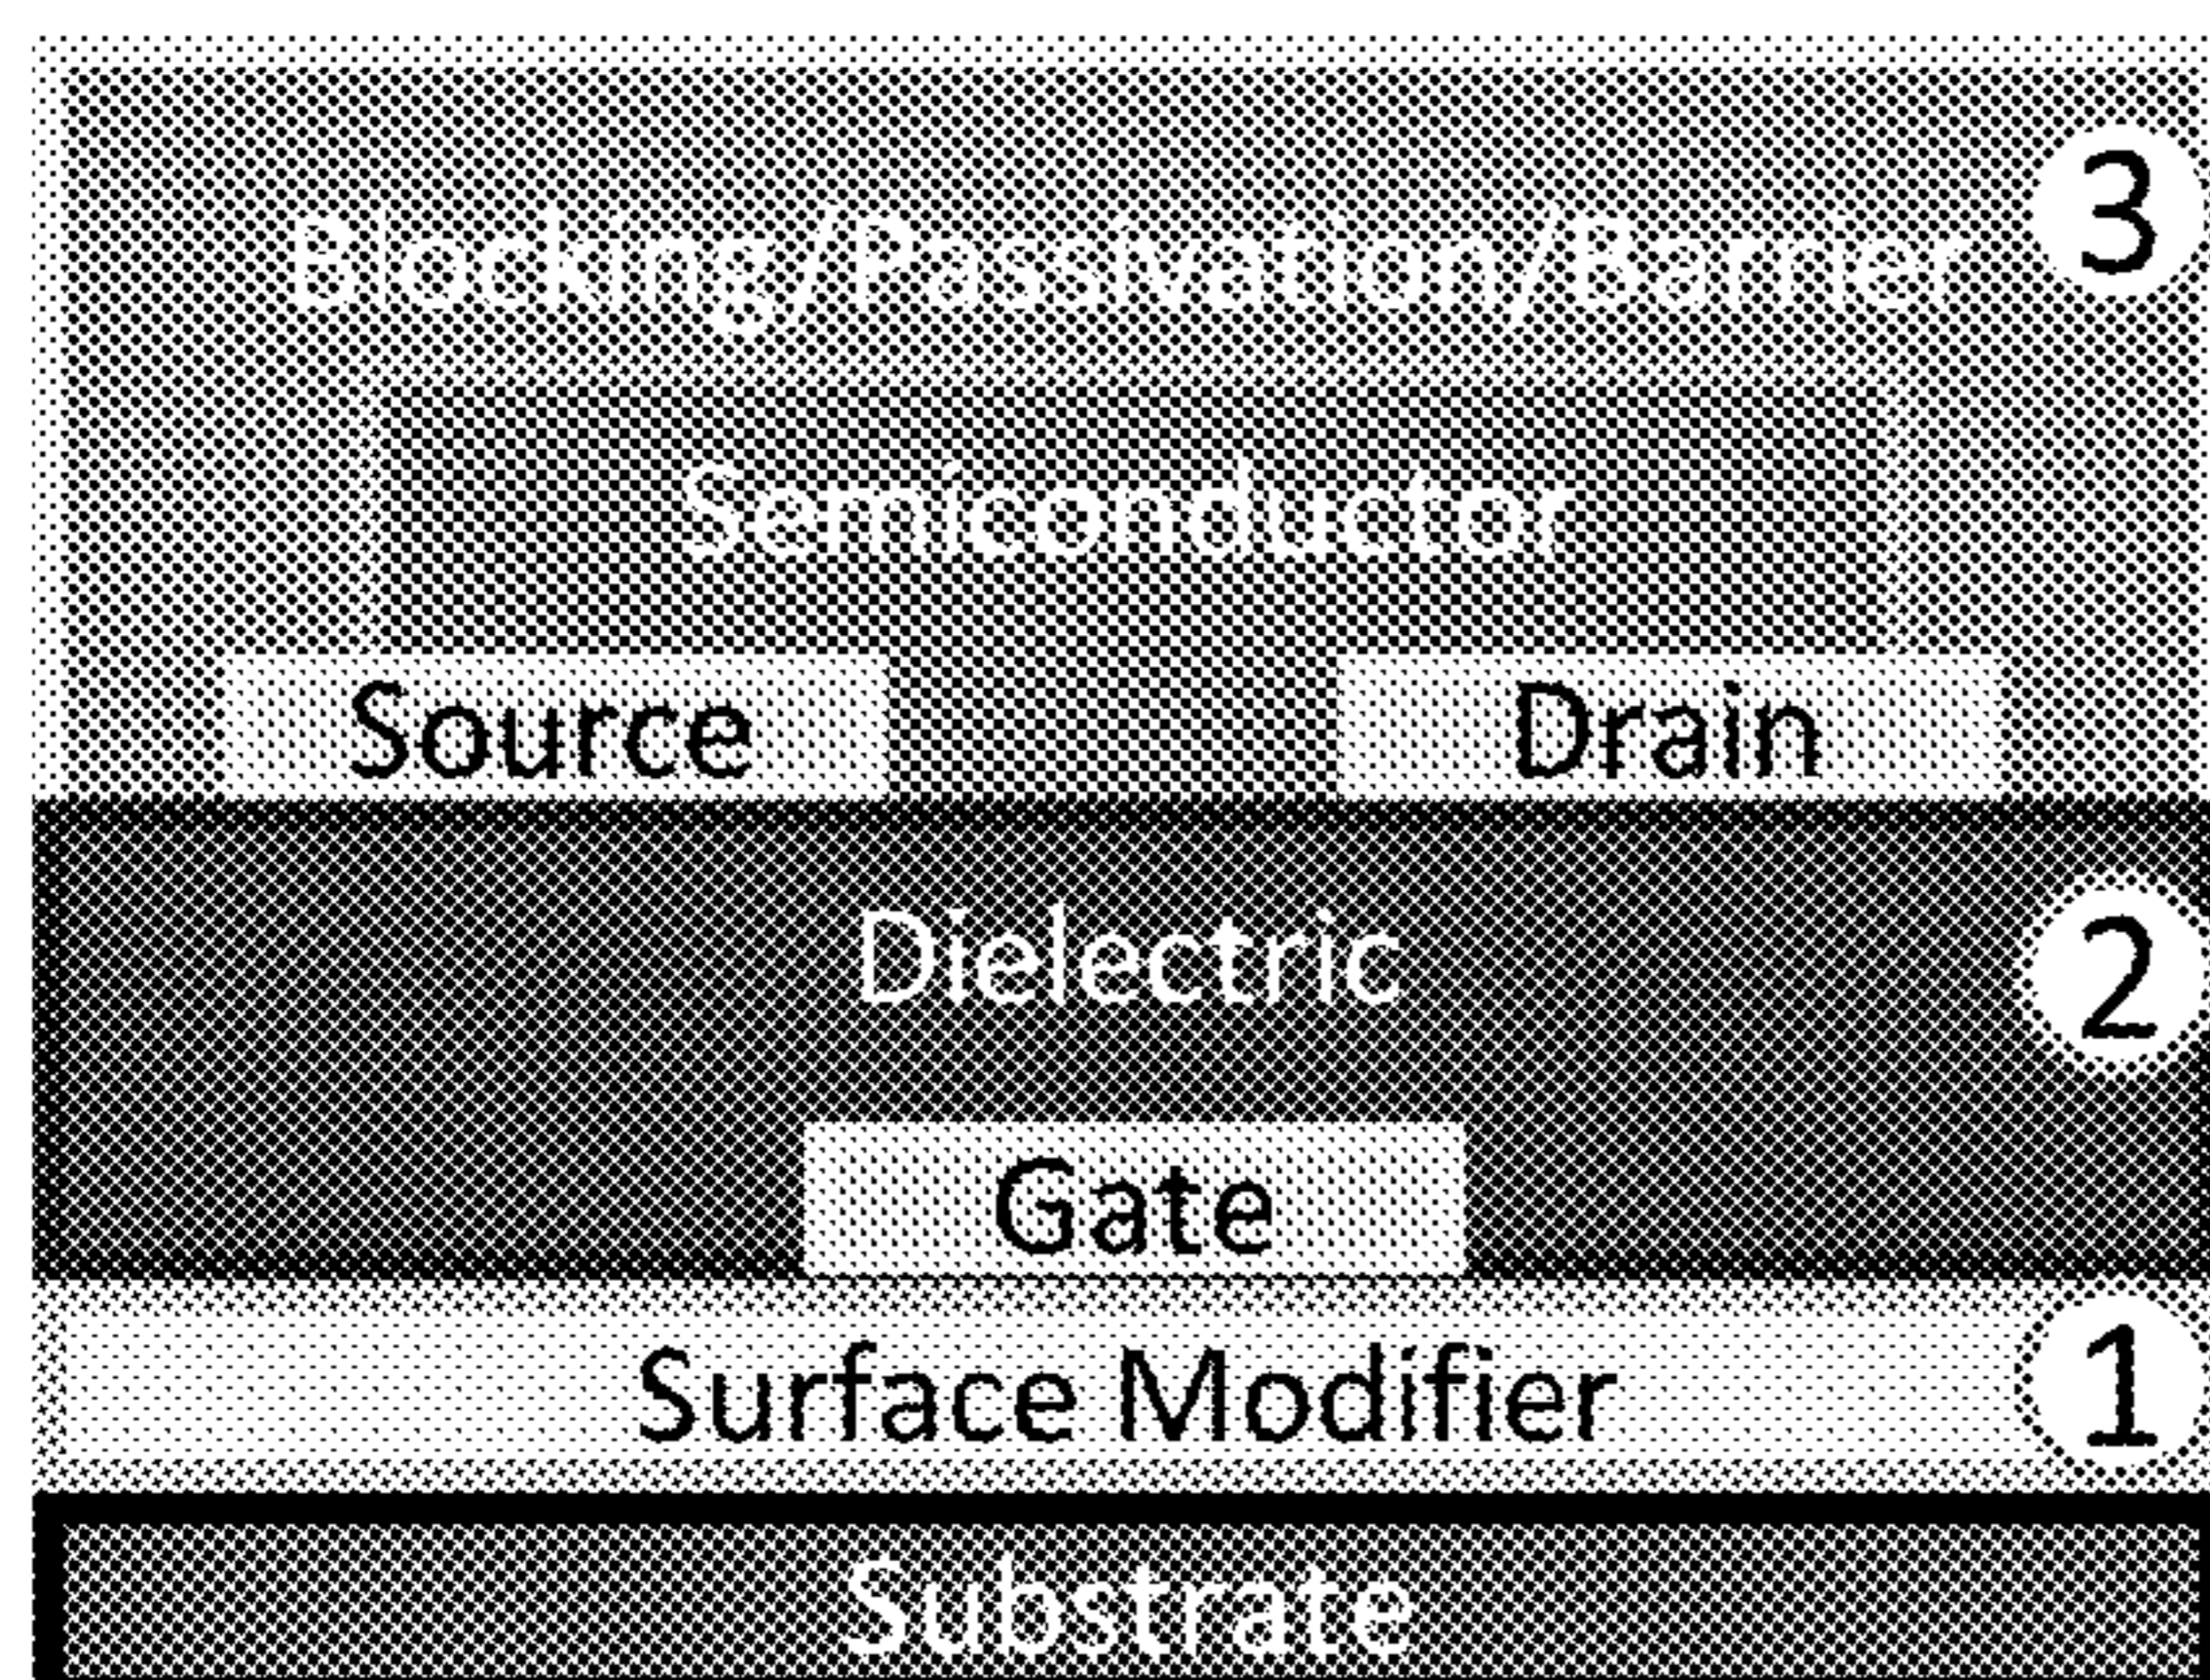 3
Blocking/Passivation/Barrier
Semiconductor
Source
Drain
Dielectric
2
Gate
Surface Modifier
1
Substrate